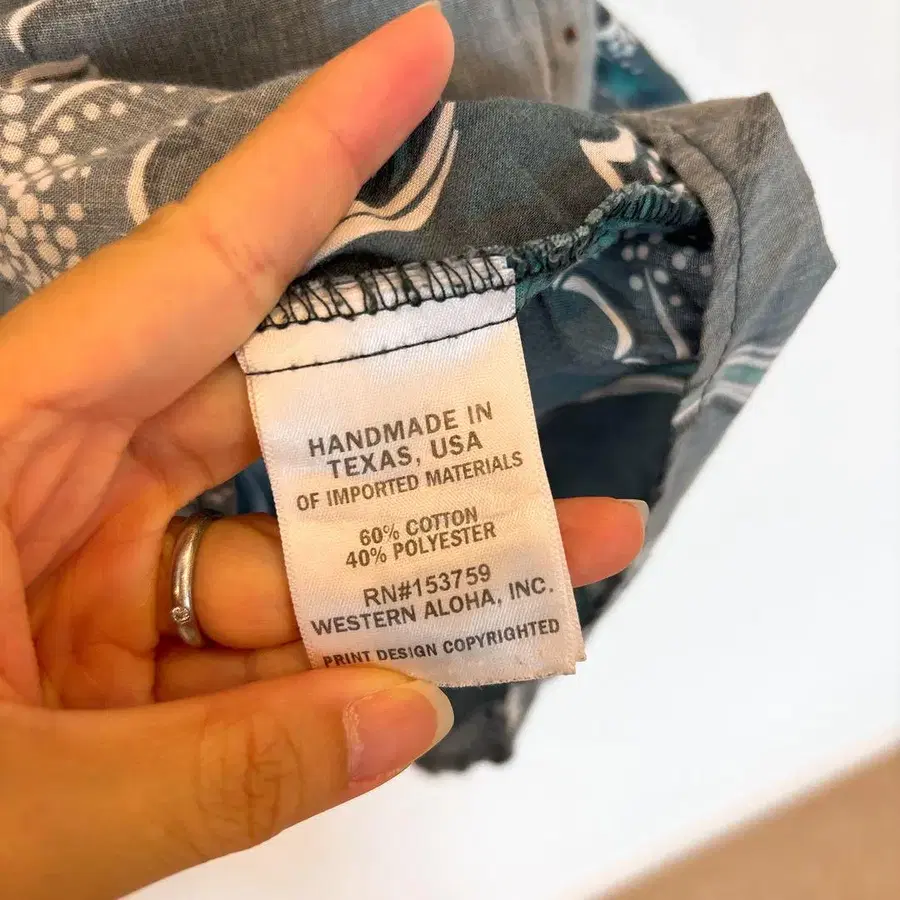 HANDMADE IN
TEXAS, USA
OF IMPORTED MATERIALS
60% COTTON
40% POLYESTER
RN#153759
WESTERN ALOHA, INC.
PRINT DESIGN COPYRIGHTED